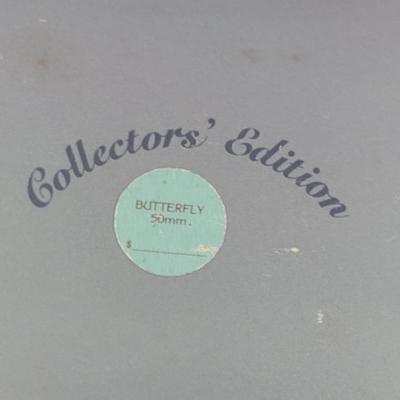 Collectors' Edition
BUTTERFLY
50mm.
$